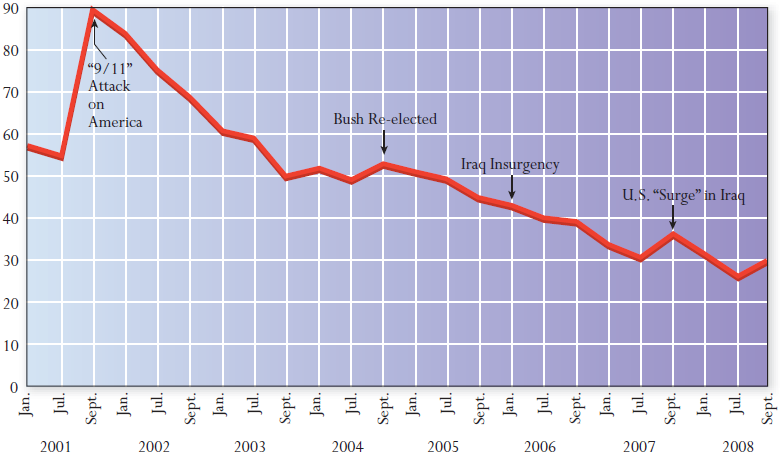 90
80
70
60
50
40
30
20
10
0
“9/11”
Attack
on
America
Bush Re-elected
Iraq Insurgency
U.S. “Surge” in Iraq
Jan. Jul. Sept. Jan. Jul. Sept. Jan. Jul. Sept. Jan. Jul. Sept. Jan. Jul. Sept. Jan. Jul. Sept. Jan. Jul. Sept. Jan. Jul. Sept.
2001 2002 2003 2004 2005 2006 2007 2008